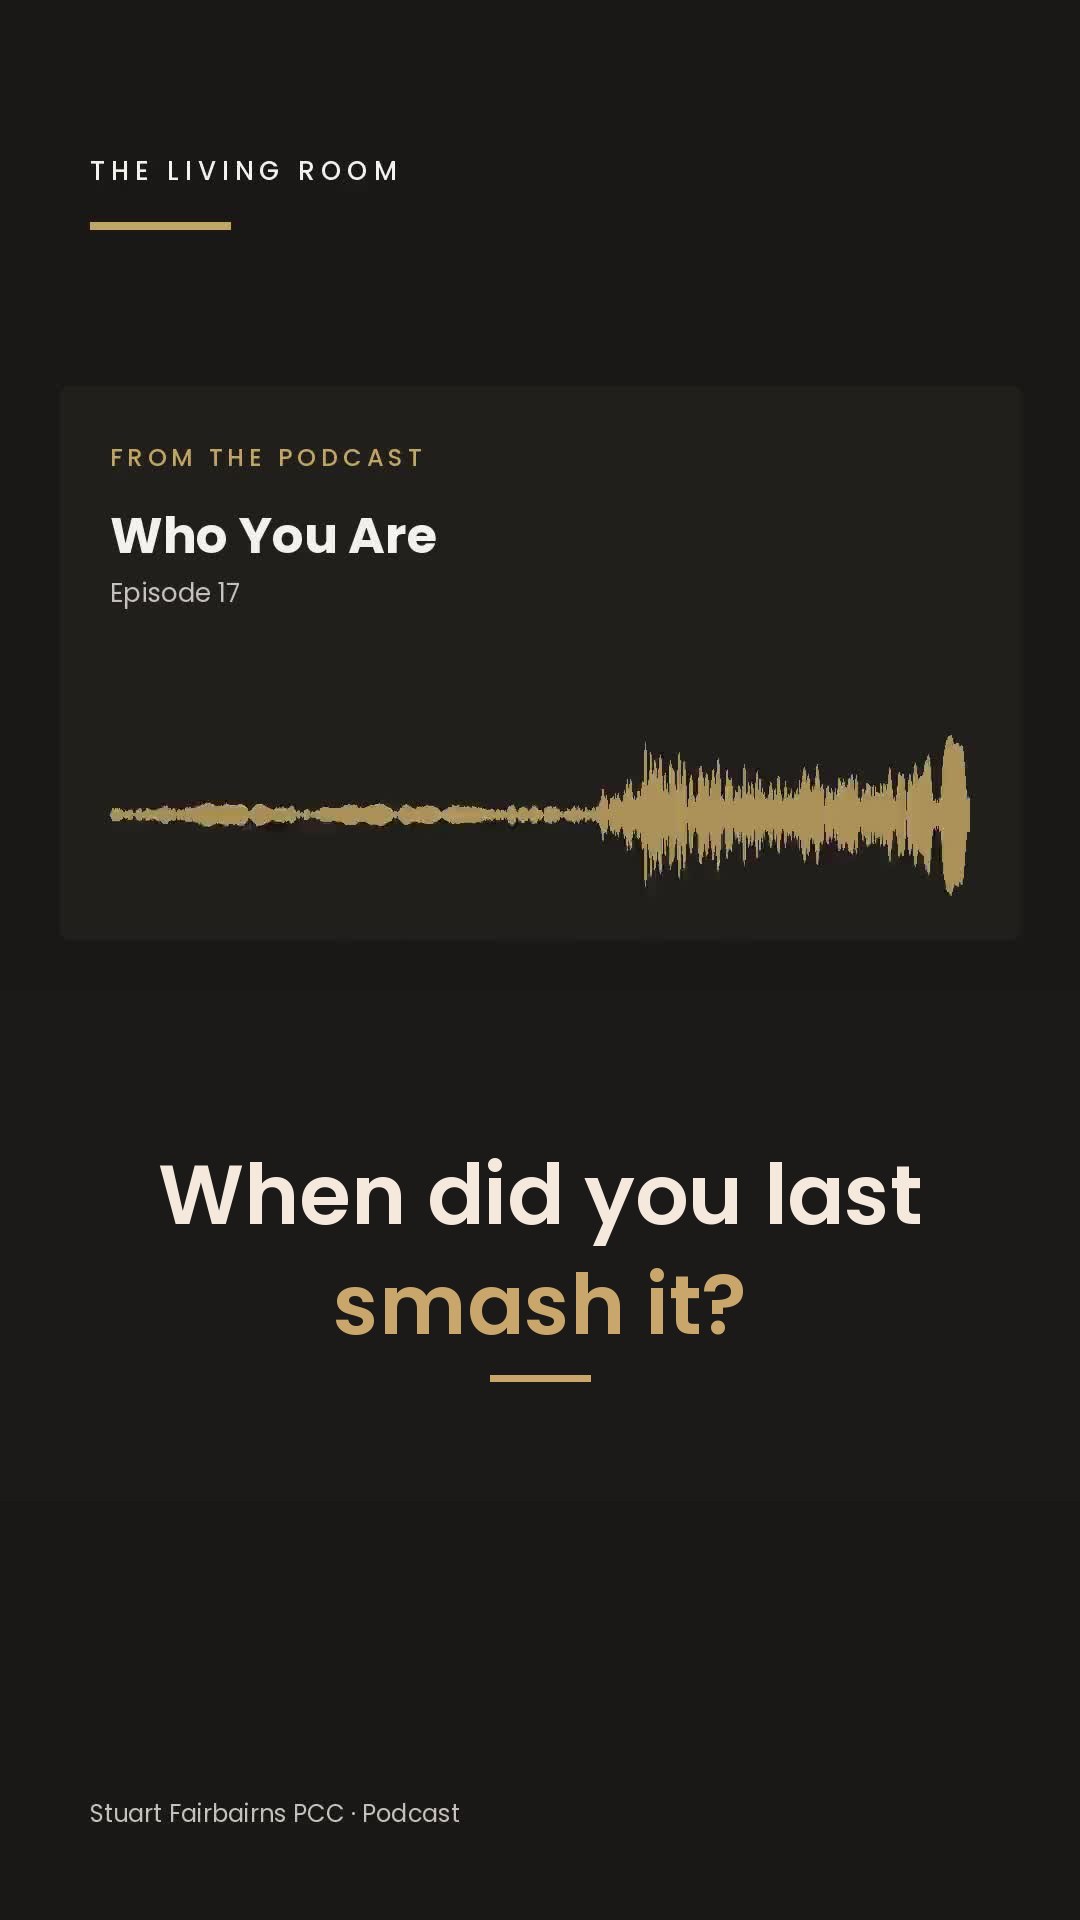 THE LIVING ROOM
FROM THE PODCAST
Who You Are
Episode 17
When did you last
smash it?
Stuart Fairbairns PCC · Podcast